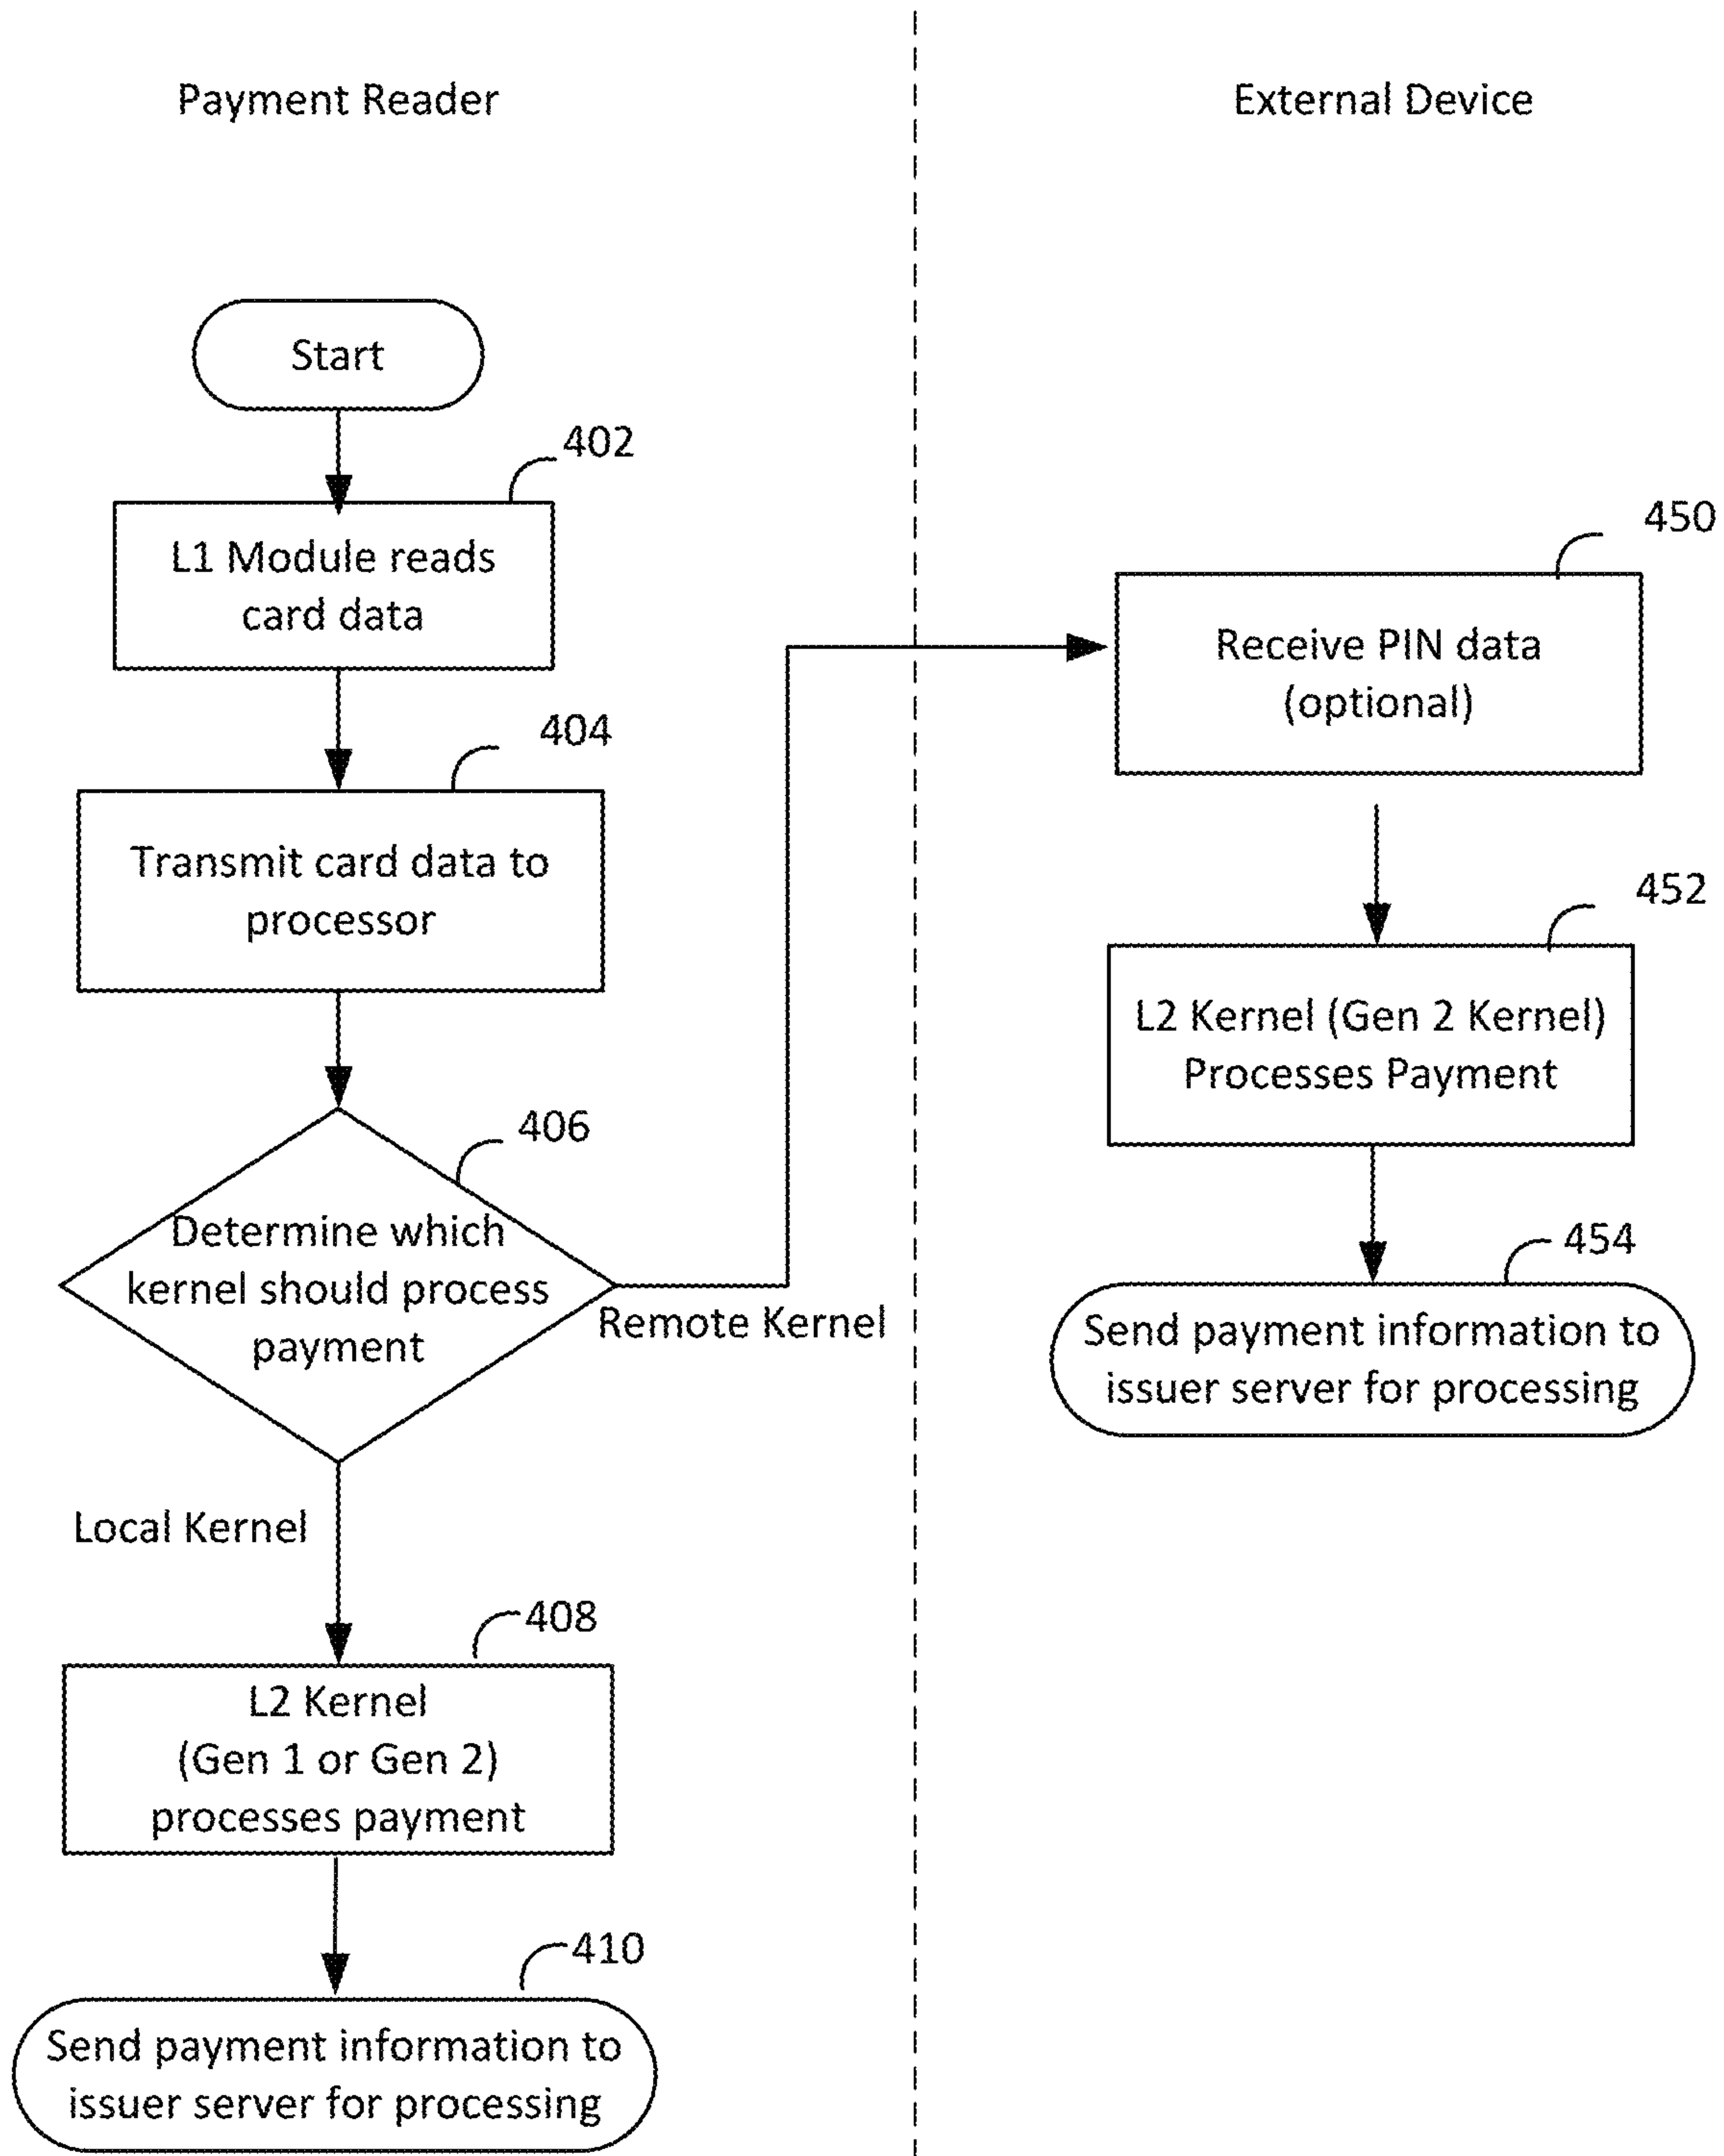 Payment Reader
External Device
Start
402
L1 Module reads
card data
404
Transmit card data to
processor
406
Determine which
kernel should process
payment
Remote Kernel
Local Kernel
408
L2 Kernel
(Gen 1 or Gen 2)
processes payment
410
Send payment information to
issuer server for processing
450
Receive PIN data
(optional)
452
L2 Kernel (Gen 2 Kernel)
Processes Payment
454
Send payment information to
issuer server for processing